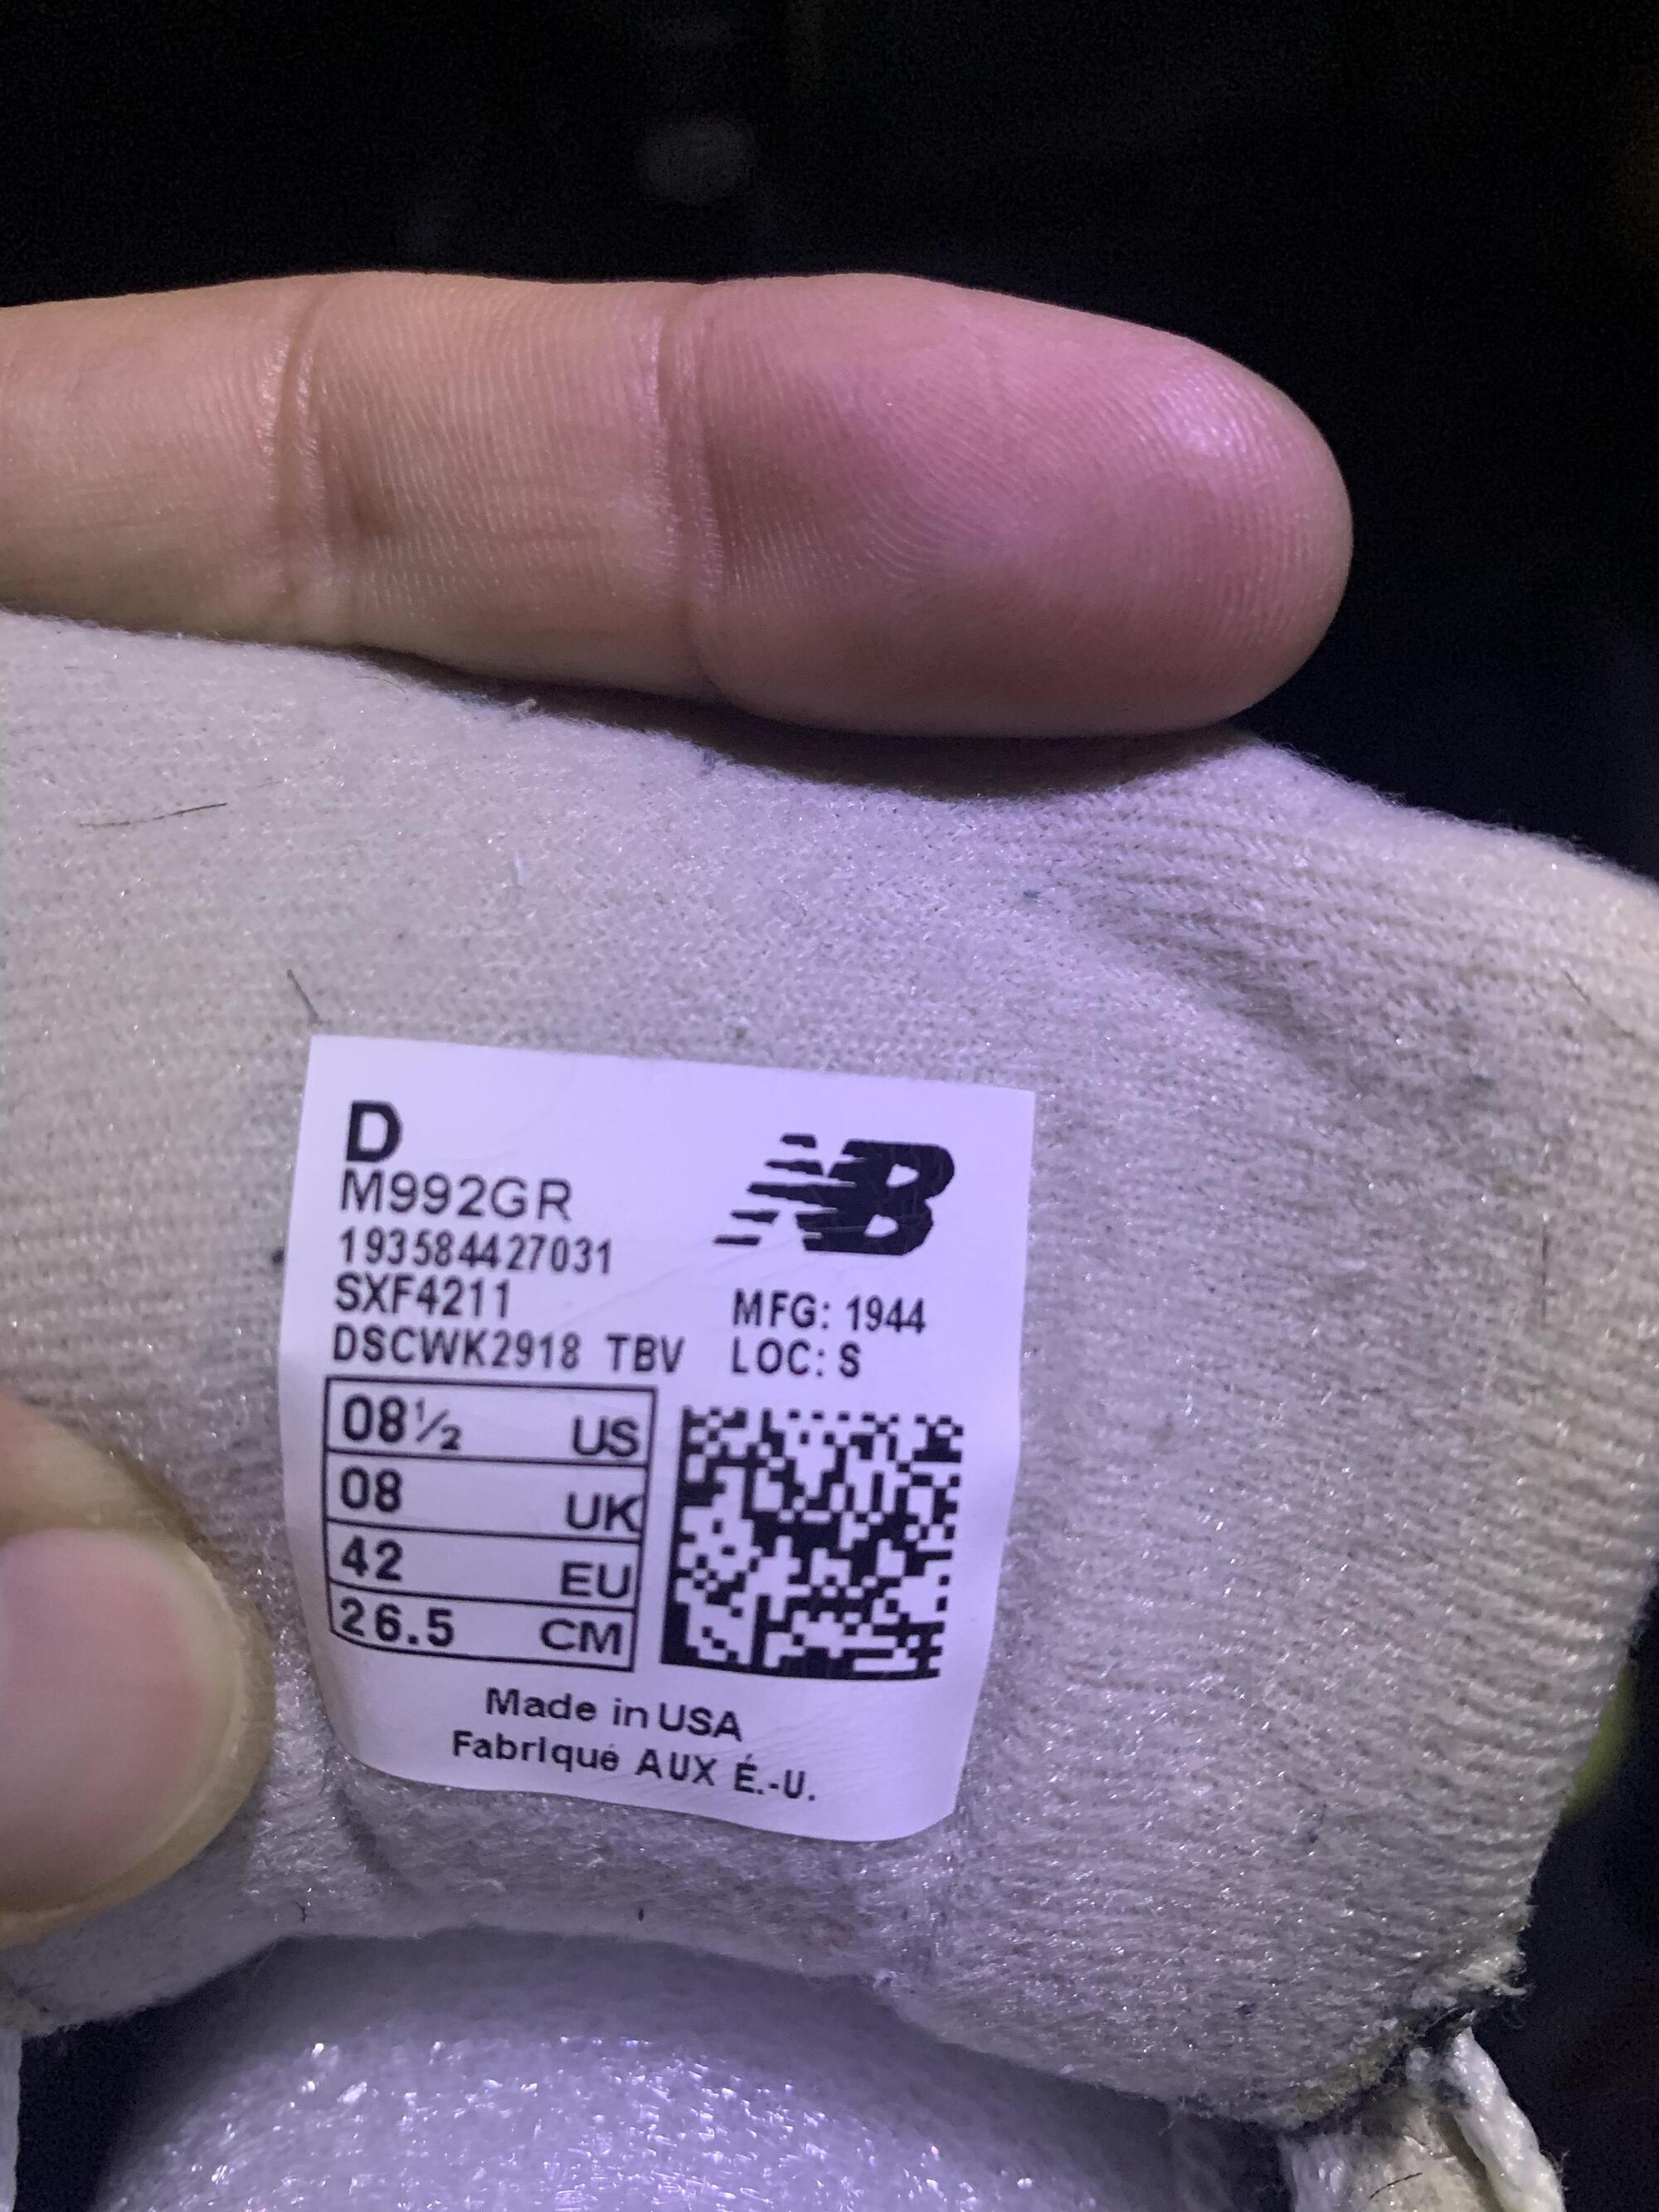 D
M992GR
193584427031
SXF4211
DSCWK2918 TBV
NB
MFG: 1944
LOC: S
08½ US
08 UK
42 EU
26.5 CM
Made in USA
Fabriqué AUX É.-U.